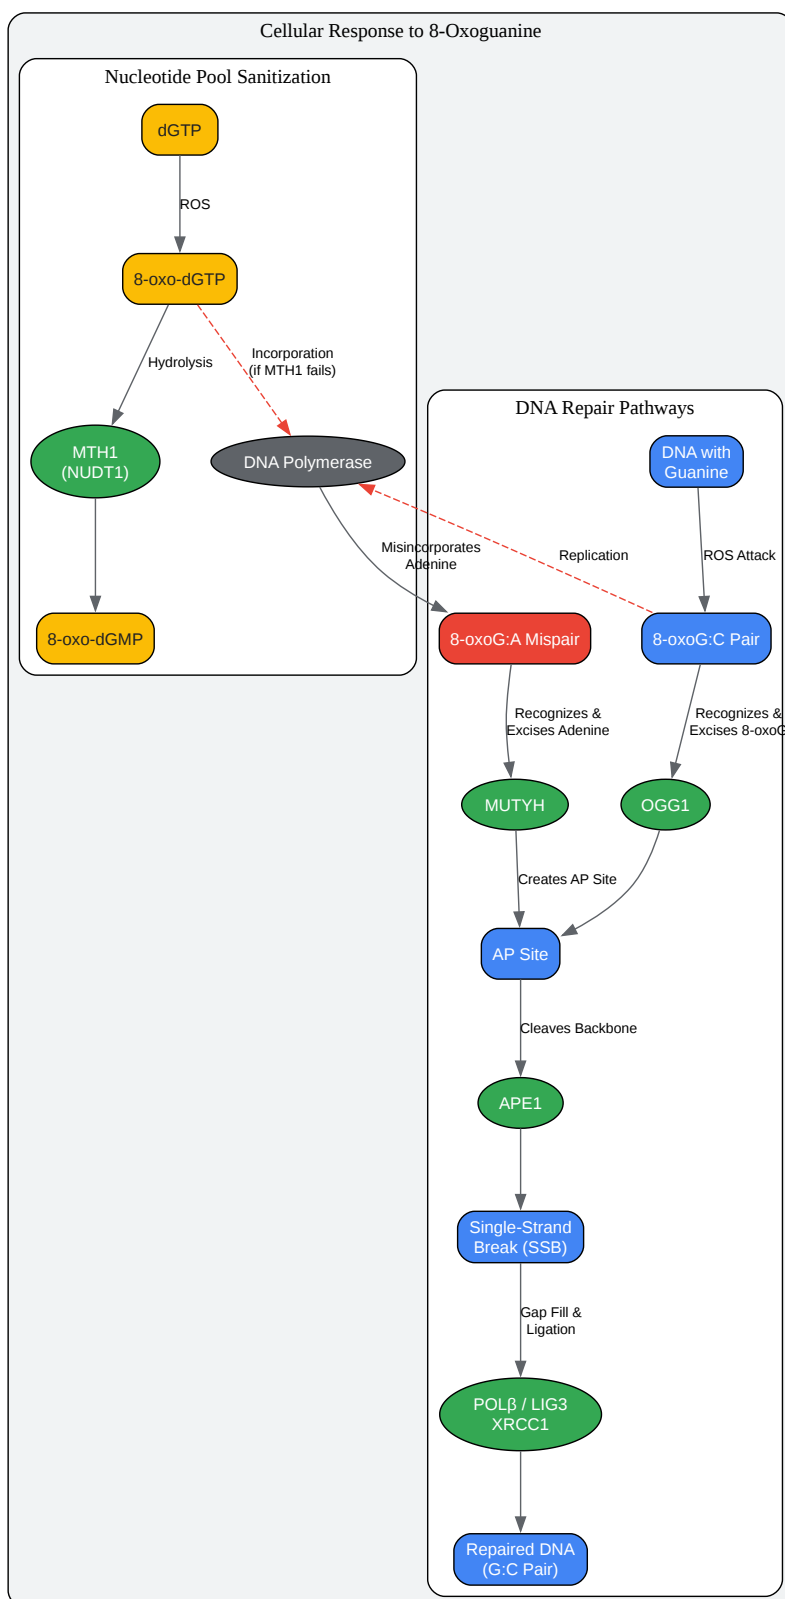 Cellular Response to 8-Oxoguanine
Nucleotide Pool Sanitization
dGTP
ROS
8-oxo-dGTP
Hydrolysis
Incorporation
(if MTH1 fails)
MTH1
(NUDT1)
DNA Polymerase
8-oxo-dGMP
DNA Repair Pathways
DNA with
Guanine
Misincorporates
Adenine
Replication
ROS Attack
8-oxoG:A Mispair
8-oxoG:C Pair
Recognizes &
Excises Adenine
Recognizes &
Excises 8-oxoG
MUTYH
OGG1
Creates AP Site
AP Site
Cleaves Backbone
APE1
Single-Strand
Break (SSB)
Gap Fill &
Ligation
POLβ / LIG3
XRCC1
Repaired DNA
(G:C Pair)